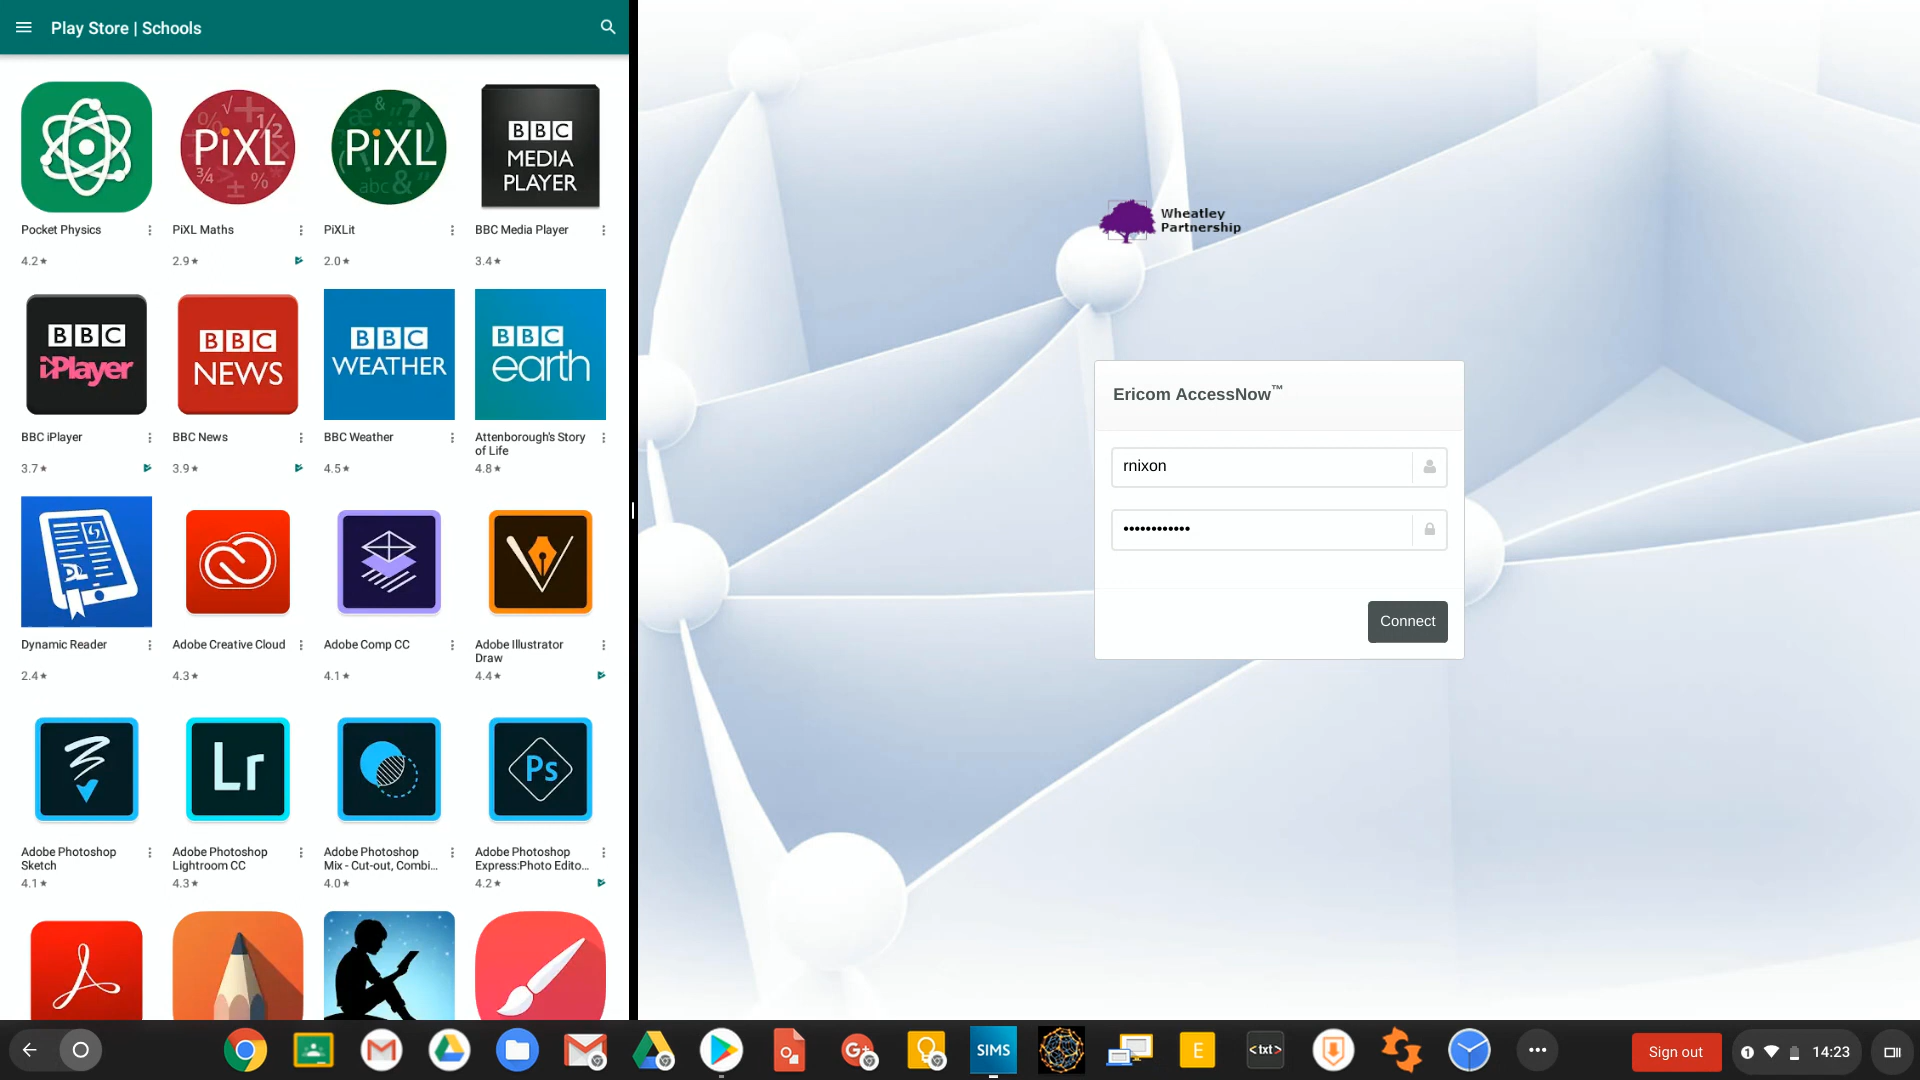 Play Store | Schools
PiXL
PiXL
BBC
MEDIA
PLAYER
Pocket Physics
PiXL Maths
PiXLit
BBC Media Player
4.2★
2.9★
2.0★
3.4★
BBC
iPlayer
BBC
NEWS
BBC
WEATHER
BBC
earth
BBC iPlayer
BBC News
BBC Weather
Attenborough's Story
of Life
3.7★
3.9★
4.5★
4.8★
Dynamic Reader
Adobe Creative Cloud
Adobe Comp CC
Adobe Illustrator
Draw
2.4★
4.3★
4.1★
4.4★
Lr
Ps
Adobe Photoshop
Sketch
Adobe Photoshop
Lightroom CC
Adobe Photoshop
Mix - Cut-out, Combi...
Adobe Photoshop
Express:Photo Edito...
4.1★
4.3★
4.0★
4.2★
Wheatley
Partnership
Ericom AccessNow™
rnixon
••••••••••••
Connect
G+
SIMS
E
<txt>
Sign out
1
14:23